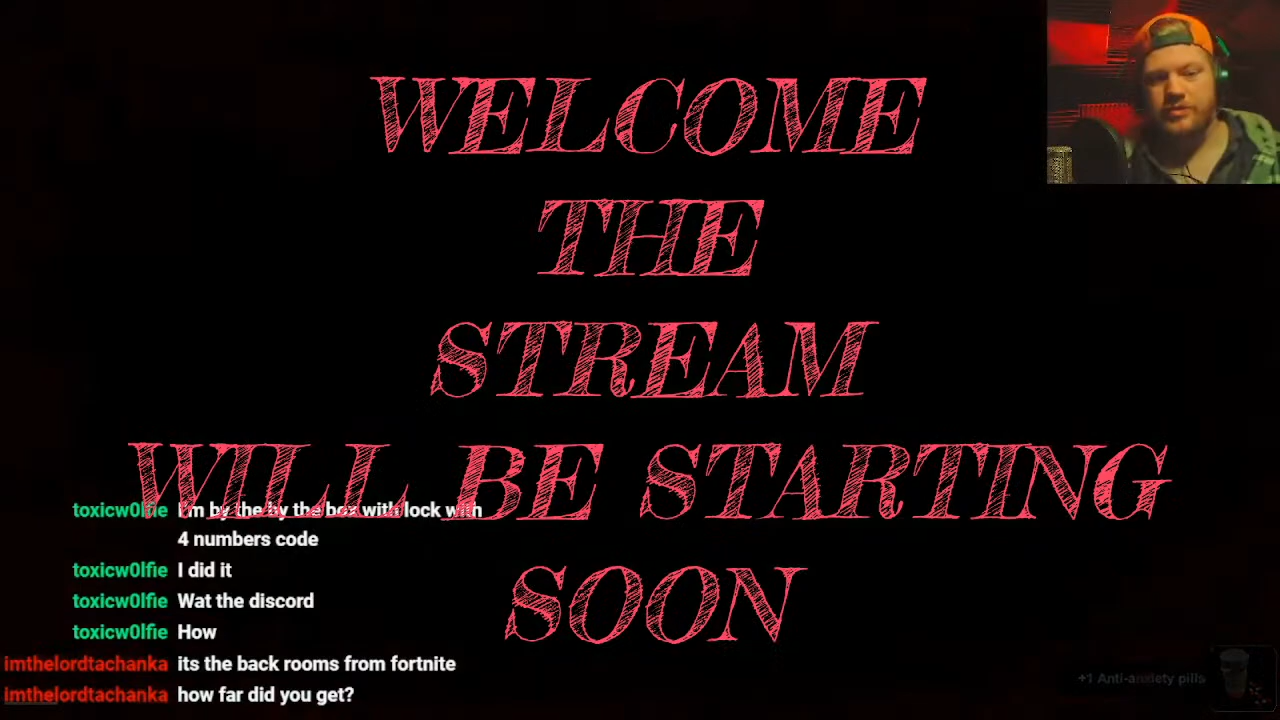 WELCOME
THE
STREAM
WILL BE STARTING
SOON
toxicw0lfie I'm by the by the box with lock with
4 numbers code
toxicw0lfie I did it
toxicw0lfie Wat the discord
toxicw0lfie How
imthelordtachanka its the back rooms from fortnite
imthelordtachanka how far did you get?
+1 Anti-anxiety pills